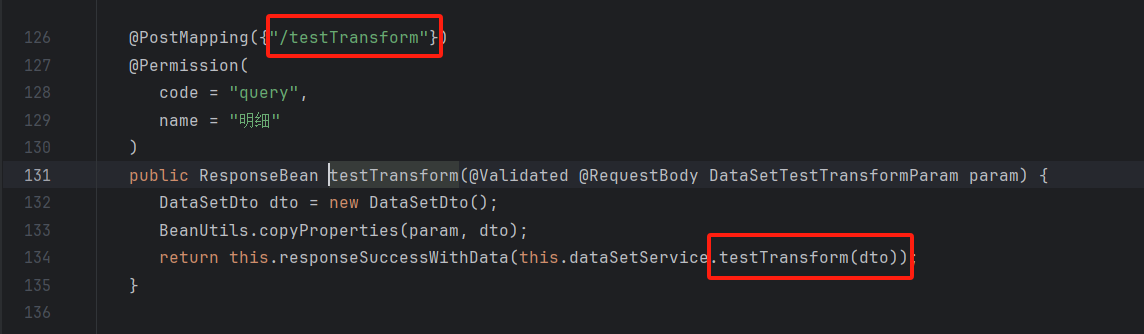 126 @PostMapping({"/testTransform"})
127 @Permission(
128 code = "query",
129 name = "明细"
130 )
131 public ResponseBean testTransform(@Validated @RequestBody DataSetTestTransformParam param) {
132 DataSetDto dto = new DataSetDto();
133 BeanUtils.copyProperties(param, dto);
134 return this.responseSuccessWithData(this.dataSetService.testTransform(dto));
135 }
136